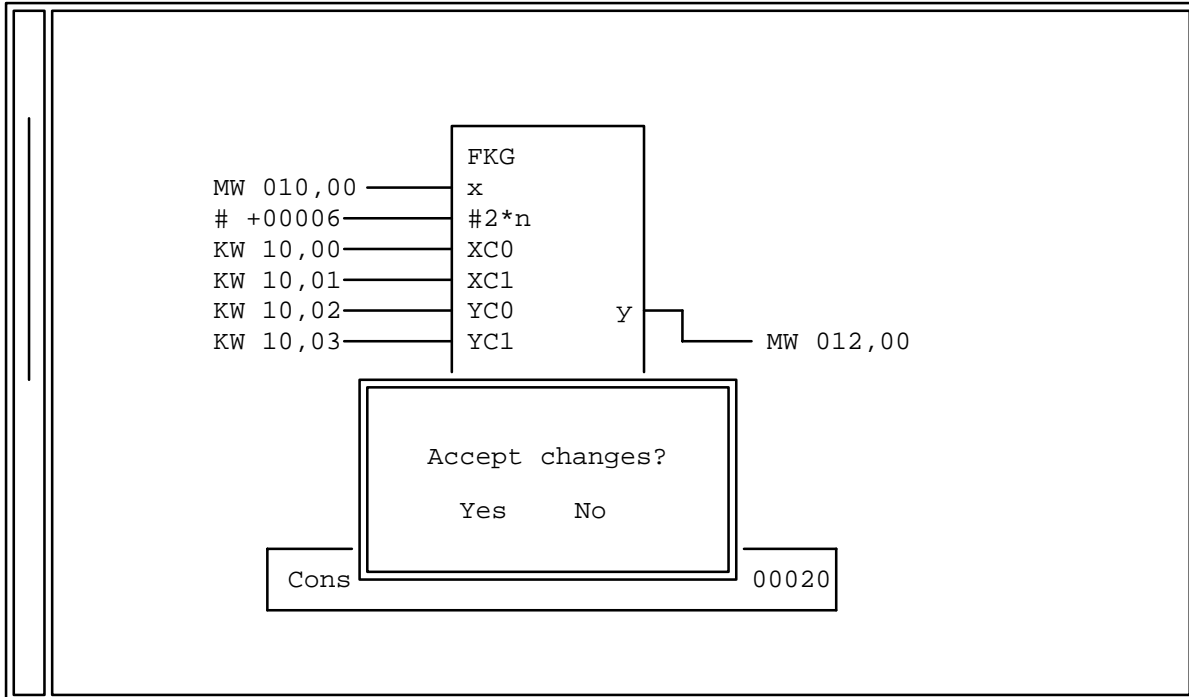 FKG
MW 010,00 x
# +00006 #2*n
KW 10,00 XC0
KW 10,01 XC1
KW 10,02 YC0 y
KW 10,03 YC1 MW 012,00
Accept changes?
Yes No
Cons 00020